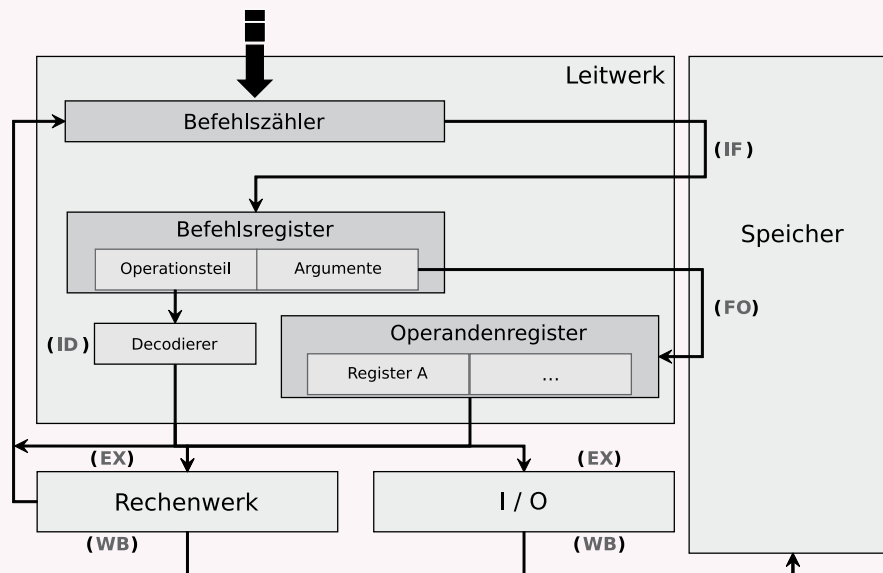 Leitwerk
Befehlszähler
(IF)
Befehlsregister
Speicher
Operationsteil
Argumente
(FO)
Operandenregister
(ID)
Decodierer
Register A
...
(EX)
(EX)
Rechenwerk
I / O
(WB)
(WB)